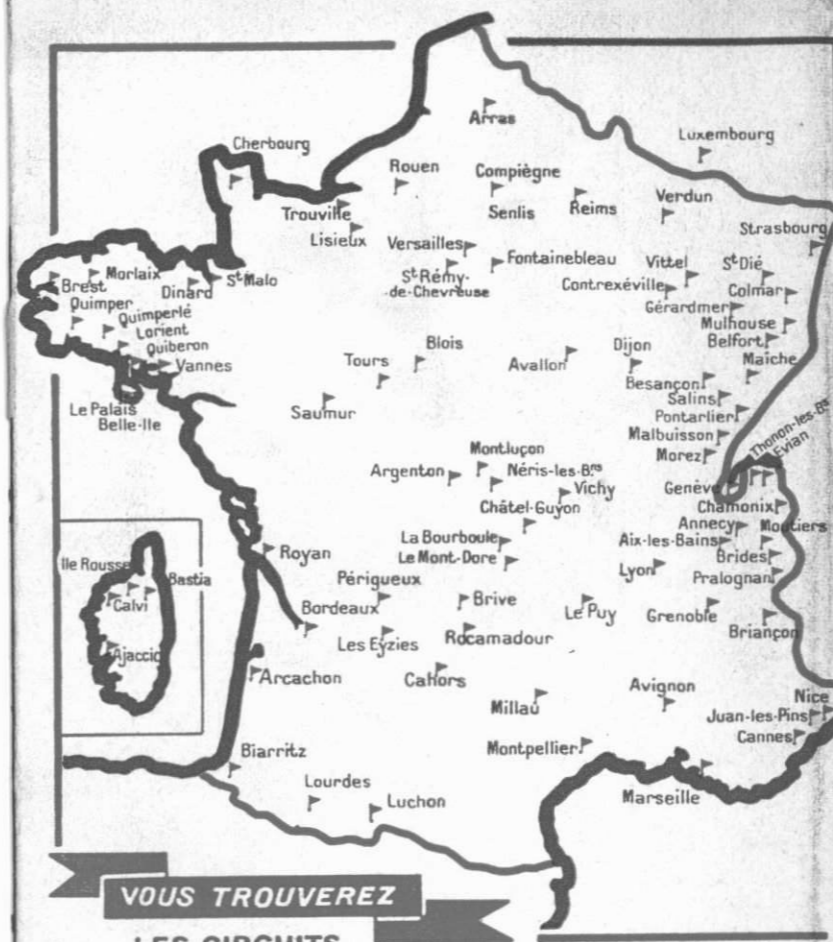 Arras
Cherbourg
Luxembourg
Rouen
Compiègne
Senlis
Reims
Verdun
Trouville
Lisieux
Strasbourg
Versailles
Fontainebleau
St Rémy-
de-Chevreuse
Vittel
St Dié
Contrexéville
Colmar
Gérardmer
Mulhouse
Belfort
Maîche
Morlaix
Brest
Dinard
St Malo
Quimper
Quimperlé
Lorient
Quiberon
Vannes
Le Palais
Belle-Ile
Tours
Blois
Avallon
Dijon
Besançon
Salins
Pontarlier
Malbuisson
Morez
Saumur
Thonon-les-Bns
Evian
Montluçon
Argenton
Néris-les-Bns
Vichy
Châtel-Guyon
Genève
Chamonix
Annecy
Moutiers
Aix-les-Bains
Brides
Pralognan
La Bourboule
Le Mont-Dore
Lyon
Royan
Ile Rousse
Bastia
Calvi
Ajaccio
Périgueux
Bordeaux
Brive
Le Puy
Grenoble
Briançon
Les Eyzies
Rocamadour
Arcachon
Cahors
Millau
Avignon
Nice
Juan-les-Pins
Cannes
Biarritz
Montpellier
Lourdes
Luchon
Marseille
VOUS TROUVEREZ
LES CIRCUITS